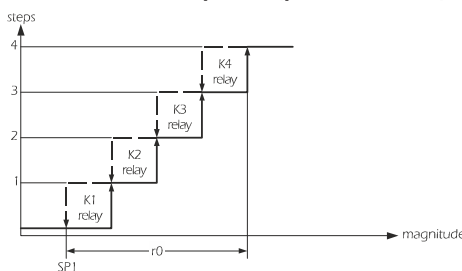 steps
4
K4
relay
3
K3
relay
2
K2
relay
1
K1
relay
magnitude
r0
SP1